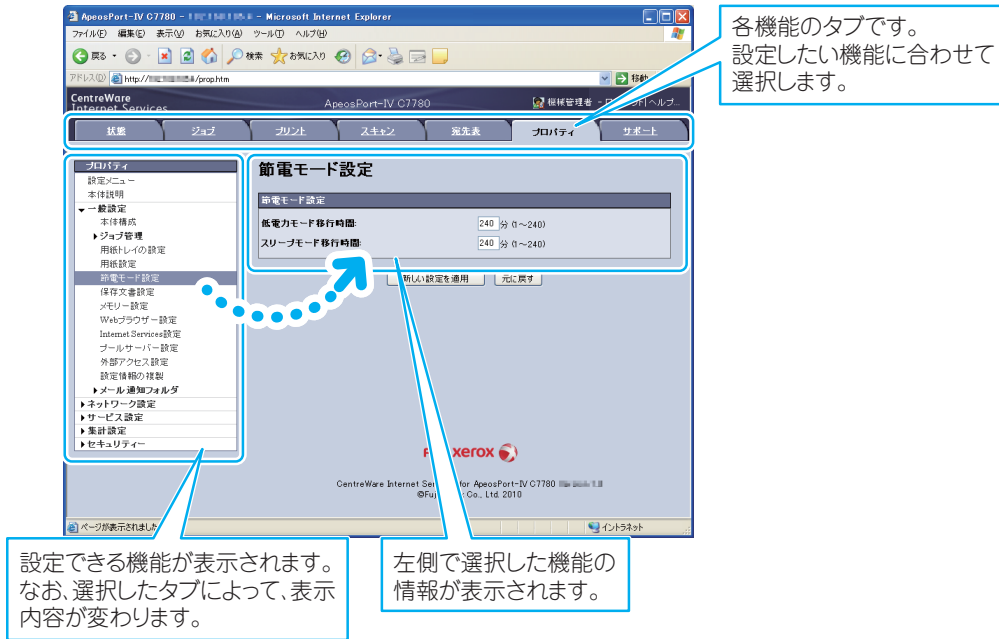 ApeosPort-IV C7780 - - Microsoft Internet Explorer
ファイル(F) 編集(E) 表示(V) お気に入り(A) ツール(T) ヘルプ(H)
戻る 検索 お気に入り
アドレス(D) http:// /prop.htm 移動
CentreWare
Internet Services
ApeosPort-IV C7780
機械管理者 - ログアウト|ヘルプ...
状態 ジョブ プリント スキャン 宛先表 プロパティ サポート
各機能のタブです。
設定したい機能に合わせて
選択します。
プロパティ
設定メニュー
本体説明
一般設定
本体構成
ジョブ管理
用紙トレイの設定
用紙設定
節電モード設定
保存文書設定
メモリー設定
Webブラウザー設定
Internet Services設定
プールサーバー設定
外部アクセス設定
設定情報の複製
メール通知フォルダ
ネットワーク設定
サービス設定
集計設定
セキュリティー
節電モード設定
節電モード設定
低電力モード移行時間: 240 分 (1~240)
スリープモード移行時間: 240 分 (1~240)
新しい設定を適用 元に戻す
xerox
CentreWare Internet for ApeosPort-IV C7780
Co., Ltd. 2010
ページが表示されました
イントラネット
設定できる機能が表示されます。
なお、選択したタブによって、表示
内容が変わります。
左側で選択した機能の
情報が表示されます。